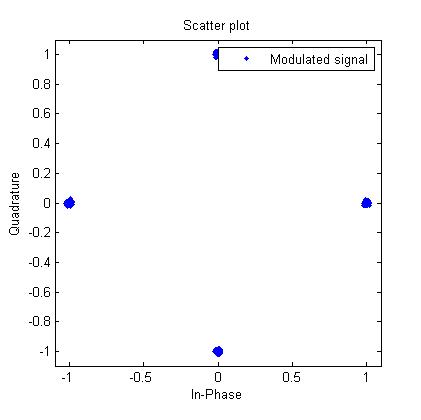 Scatter plot
Modulated signal
1
0.8
0.6
0.4
0.2
0
-0.2
-0.4
-0.6
-0.8
-1
Quadrature
-1 -0.5 0 0.5 1
In-Phase